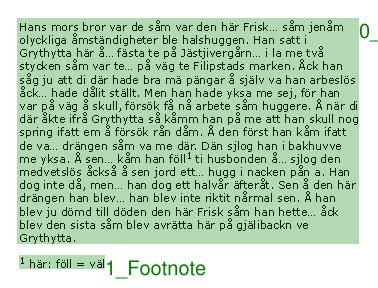 Hans mors bror var de såm var den här Frisk... såm jenåm
olyckliga åmständigheter ble halshuggen. Han satt i
Grythytta här å... fästa te på Jästjivergårn... i la me två
stycken såm var te... på väg te Filipstads marken. Åck han
såg ju att di där hade bra mä pängar å själv va han arbeslös
åck... hade dålit ställt. Men han hade yksa me sej, för han
var på väg å skull, försök få nå arbete såm huggere. Å när di
där åkte ifrå Grythytta så kåmm han på me att han skull nog
spring ifatt em å försök rån dåm. Å den först han kåm ifatt
de va... drängen såm va me där. Dän sjlog han i bakhuvve
me yksa. Å sen... kåm han föll¹ ti husbonden å... sjlog den
medvetslös åckså å sen jord ett... hugg i nacken pån a. Han
dog inte då, men... han dog ett halvår äfteråt. Sen å den här
drängen han blev... han blev inte riktit nårmal sen. Å han
blev ju dömd till döden den här Frisk såm han hette... åck
blev den sista såm blev avrätta här på gjälibackn ve
Grythytta.
0_
¹ här: föll = väl
1_Footnote